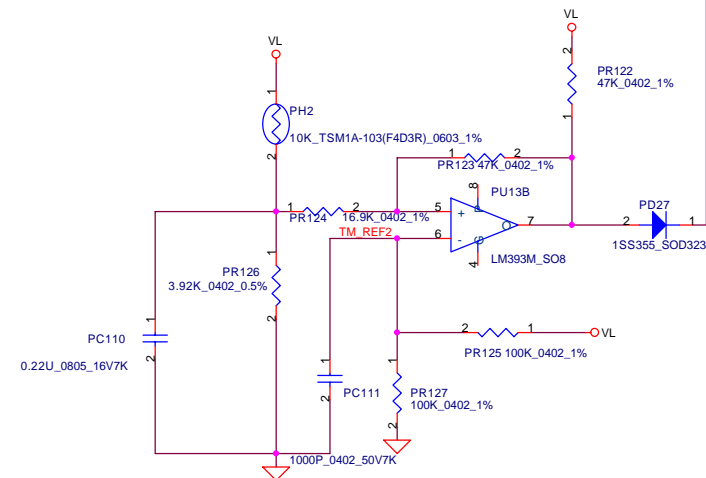 VL
VL
2
PR122
47K_0402_1%
1
1
PH2
10K_TSM1A-103(F4D3R)_0603_1%
2
1
2
PR123 47K_0402_1%
8
PU13B
P
1
2
PR124
16.9K_0402_1%
5
+
O
7
PD27
2
1
TM_REF2
6
-
G
1SS355_SOD323
4
LM393M_SO8
1
PR126
3.92K_0402_0.5%
2
1
PC110
2
0.22U_0805_16V7K
2
1
VL
PR125 100K_0402_1%
1
2
PC111
1
PR127
100K_0402_1%
2
1000P_0402_50V7K